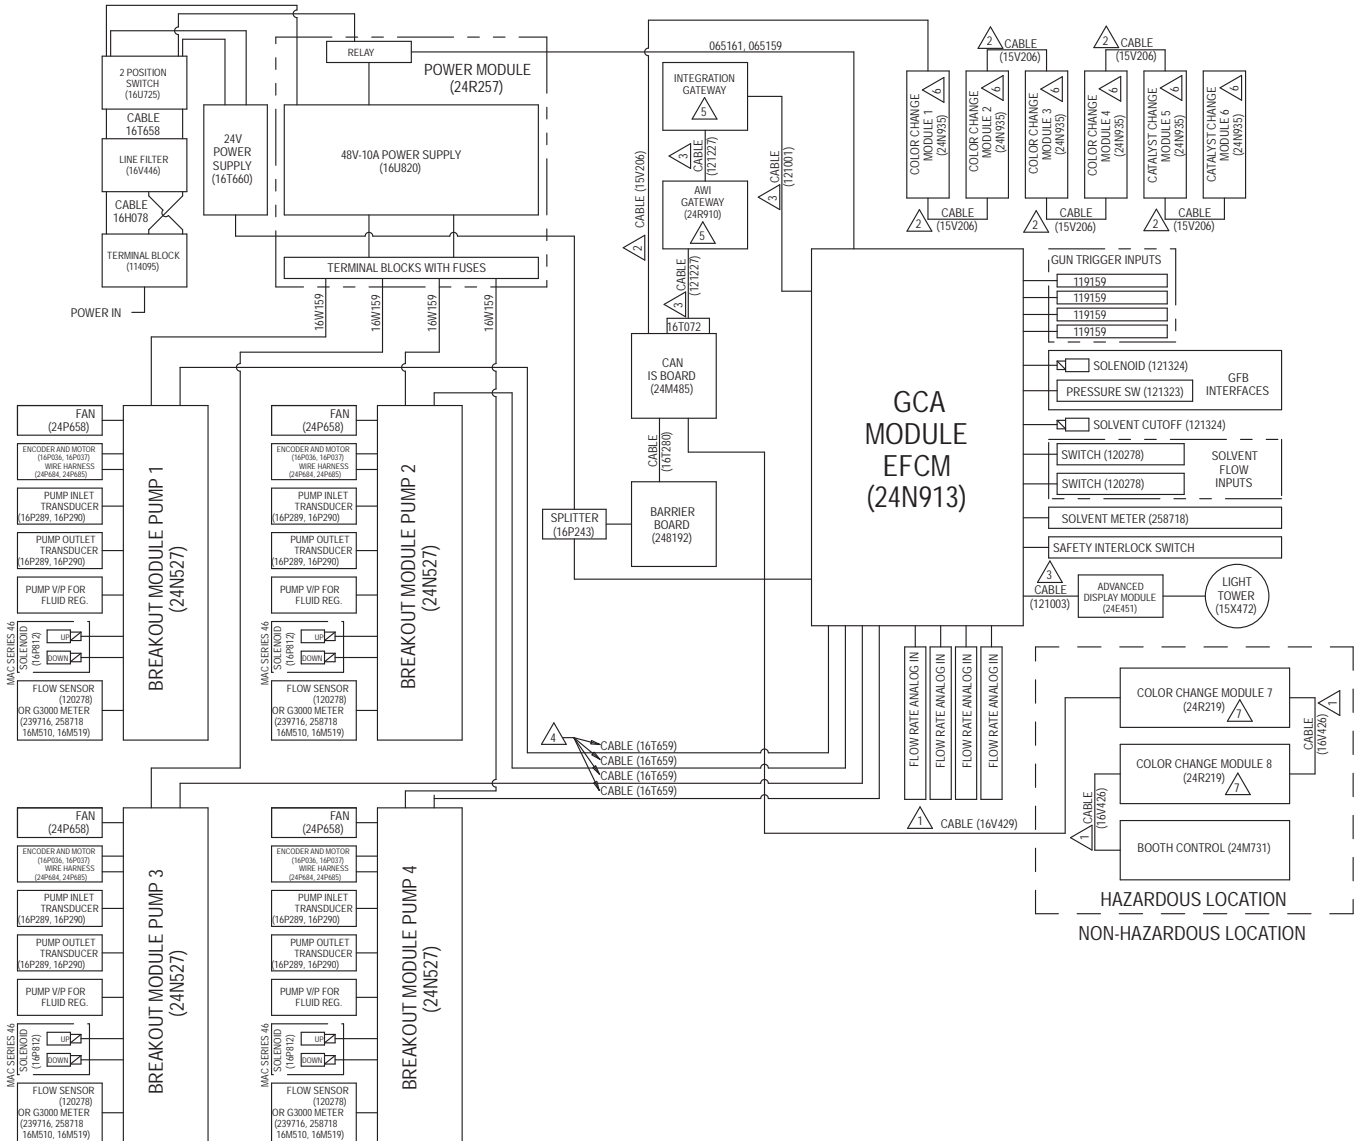 2 POSITION
SWITCH
(16U725)
CABLE
16T658
LINE FILTER
(16V446)
CABLE
16H078
TERMINAL BLOCK
(114095)
POWER IN
24V
POWER
SUPPLY
(16T660)
RELAY
POWER MODULE
(24R257)
48V-10A POWER SUPPLY
(16U820)
TERMINAL BLOCKS WITH FUSES
16W159
16W159
16W159
16W159
065161, 065159
INTEGRATION
GATEWAY
5
3
CABLE
(121227)
AWI
GATEWAY
(24R910)
5
3
CABLE
(121227)
3
CABLE
(121001)
2
CABLE (15V206)
16T072
CAN
IS BOARD
(24M485)
CABLE
(16T280)
BARRIER
BOARD
(248192)
SPLITTER
(16P243)
GCA
MODULE
EFCM
(24N913)
2
CABLE
(15V206)
2
CABLE
(15V206)
COLOR CHANGE
MODULE 1
(24N935)
6
COLOR CHANGE
MODULE 2
(24N935)
6
COLOR CHANGE
MODULE 3
(24N935)
6
COLOR CHANGE
MODULE 4
(24N935)
6
CATALYST CHANGE
MODULE 5
(24N935)
6
CATALYST CHANGE
MODULE 6
(24N935)
6
2
CABLE
(15V206)
2
CABLE
(15V206)
2
CABLE
(15V206)
GUN TRIGGER INPUTS
119159
119159
119159
119159
SOLENOID (121324)
PRESSURE SW (121323)
GFB
INTERFACES
SOLVENT CUTOFF (121324)
SWITCH (120278)
SWITCH (120278)
SOLVENT
FLOW
INPUTS
SOLVENT METER (258718)
SAFETY INTERLOCK SWITCH
3
CABLE
(121003)
ADVANCED
DISPLAY MODULE
(24E451)
LIGHT
TOWER
(15X472)
FLOW RATE ANALOG IN
FLOW RATE ANALOG IN
FLOW RATE ANALOG IN
FLOW RATE ANALOG IN
COLOR CHANGE MODULE 7
(24R219)
7
1
CABLE
(16V426)
COLOR CHANGE MODULE 8
(24R219)
7
1
CABLE
(16V426)
BOOTH CONTROL (24M731)
HAZARDOUS LOCATION
NON-HAZARDOUS LOCATION
1
CABLE (16V429)
4
CABLE (16T659)
CABLE (16T659)
CABLE (16T659)
CABLE (16T659)
FAN
(24P658)
ENCODER AND MOTOR
(16P036, 16P037)
WIRE HARNESS
(24P684, 24P685)
PUMP INLET
TRANSDUCER
(16P289, 16P290)
PUMP OUTLET
TRANSDUCER
(16P289, 16P290)
PUMP V/P FOR
FLUID REG.
MAC SERIES 46
SOLENOID
(16P812)
UP
DOWN
FLOW SENSOR
(120278)
OR G3000 METER
(239716, 258718
16M510, 16M519)
BREAKOUT MODULE PUMP 1
(24N527)
FAN
(24P658)
ENCODER AND MOTOR
(16P036, 16P037)
WIRE HARNESS
(24P684, 24P685)
PUMP INLET
TRANSDUCER
(16P289, 16P290)
PUMP OUTLET
TRANSDUCER
(16P289, 16P290)
PUMP V/P FOR
FLUID REG.
MAC SERIES 46
SOLENOID
(16P812)
UP
DOWN
FLOW SENSOR
(120278)
OR G3000 METER
(239716, 258718
16M510, 16M519)
BREAKOUT MODULE PUMP 2
(24N527)
FAN
(24P658)
ENCODER AND MOTOR
(16P036, 16P037)
WIRE HARNESS
(24P684, 24P685)
PUMP INLET
TRANSDUCER
(16P289, 16P290)
PUMP OUTLET
TRANSDUCER
(16P289, 16P290)
PUMP V/P FOR
FLUID REG.
MAC SERIES 46
SOLENOID
(16P812)
UP
DOWN
FLOW SENSOR
(120278)
OR G3000 METER
(239716, 258718
16M510, 16M519)
BREAKOUT MODULE PUMP 3
(24N527)
FAN
(24P658)
ENCODER AND MOTOR
(16P036, 16P037)
WIRE HARNESS
(24P684, 24P685)
PUMP INLET
TRANSDUCER
(16P289, 16P290)
PUMP OUTLET
TRANSDUCER
(16P289, 16P290)
PUMP V/P FOR
FLUID REG.
MAC SERIES 46
SOLENOID
(16P812)
UP
DOWN
FLOW SENSOR
(120278)
OR G3000 METER
(239716, 258718
16M510, 16M519)
BREAKOUT MODULE PUMP 4
(24N527)